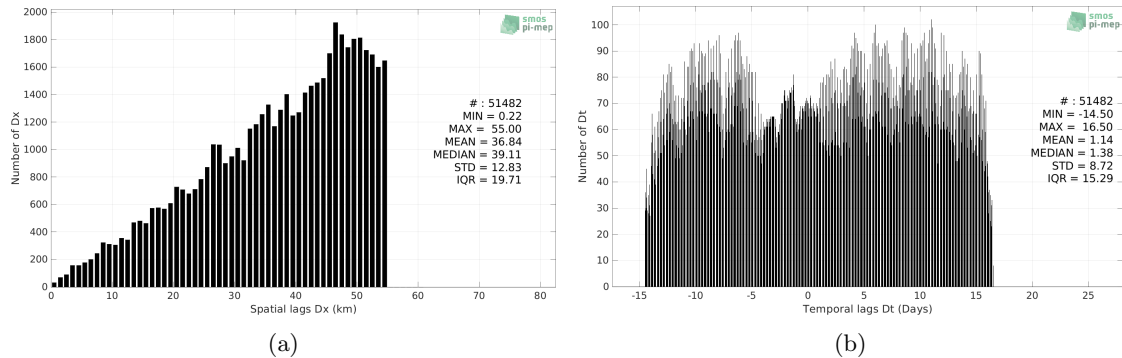 2000
1800
1600
1400
1200
1000
800
600
400
200
0
Number of Dx
0 10 20 30 40 50 60 70 80
Spatial lags Dx (km)
smos
pi-mep
# : 51482
MIN = 0.22
MAX = 55.00
MEAN = 36.84
MEDIAN = 39.11
STD = 12.83
IQR = 19.71
(a)
100
90
80
70
60
50
40
30
20
10
0
Number of Dt
-15 -10 -5 0 5 10 15 20 25
Temporal lags Dt (Days)
smos
pi-mep
# : 51482
MIN = -14.50
MAX = 16.50
MEAN = 1.14
MEDIAN = 1.38
STD = 8.72
IQR = 15.29
(b)